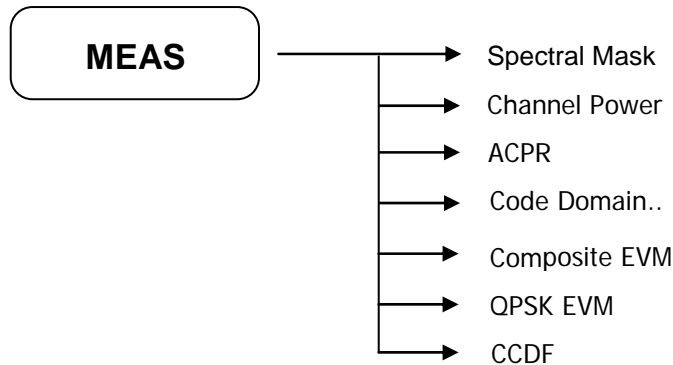 MEAS
Spectral Mask
Channel Power
ACPR
Code Domain..
Composite EVM
QPSK EVM
CCDF